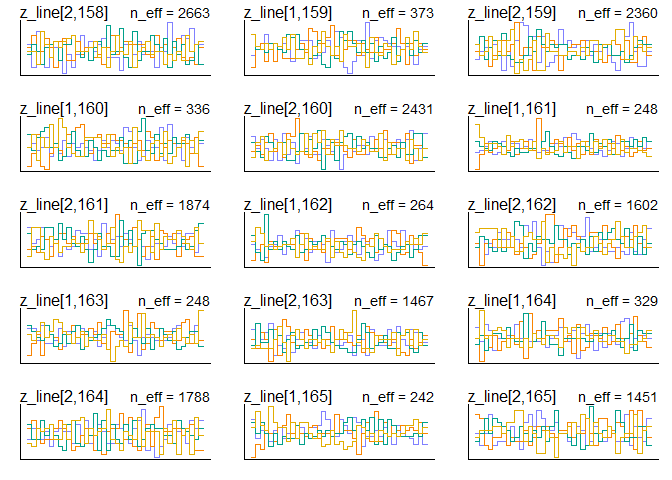 z_line[2,158] n_eff = 2663 z_line[1,159] n_eff = 373 z_line[2,159] n_eff = 2360
z_line[1,160] n_eff = 336 z_line[2,160] n_eff = 2431 z_line[1,161] n_eff = 248
z_line[2,161] n_eff = 1874 z_line[1,162] n_eff = 264 z_line[2,162] n_eff = 1602
z_line[1,163] n_eff = 248 z_line[2,163] n_eff = 1467 z_line[1,164] n_eff = 329
z_line[2,164] n_eff = 1788 z_line[1,165] n_eff = 242 z_line[2,165] n_eff = 1451